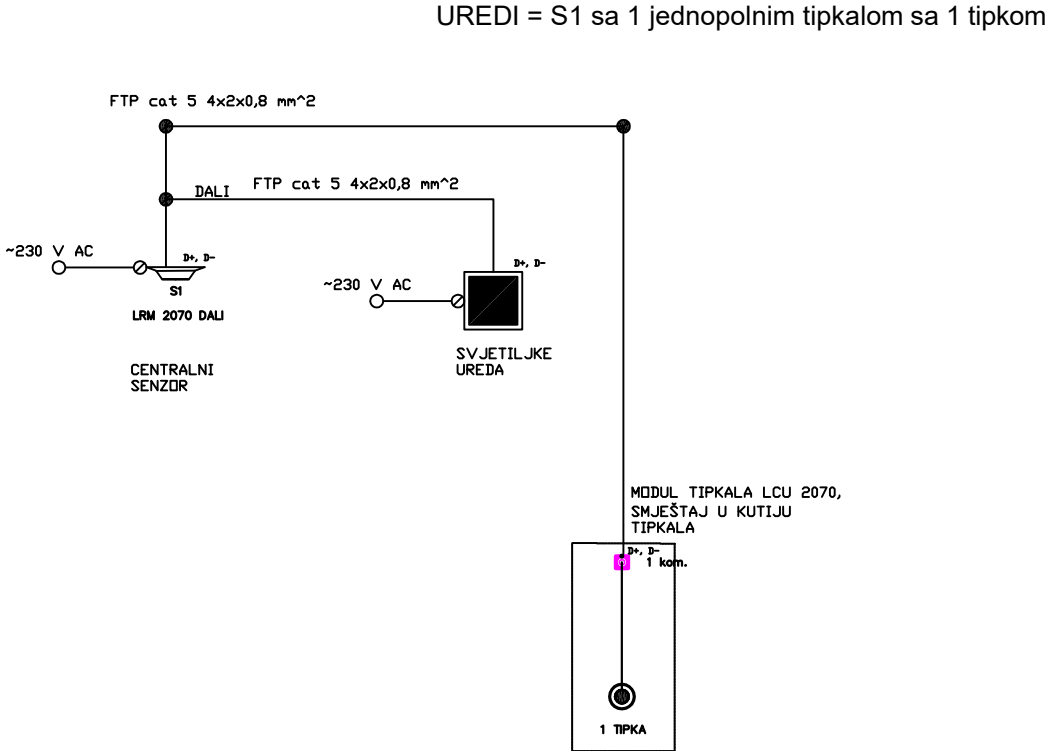 UREDI = S1 sa 1 jednopolnim tipkalom sa 1 tipkom
FTP cat 5 4x2x0,8 mm^2
DALI
FTP cat 5 4x2x0,8 mm^2
~230 V AC
D+, D-
S1
LRM 2070 DALI
CENTRALNI
SENZOR
~230 V AC
D+, D-
SVJETILJKE
UREDA
MODUL TIPKALA LCU 2070,
SMJEŠTAJ U KUTIJU
TIPKALA
D+, D-
1 kom.
1 TIPKA